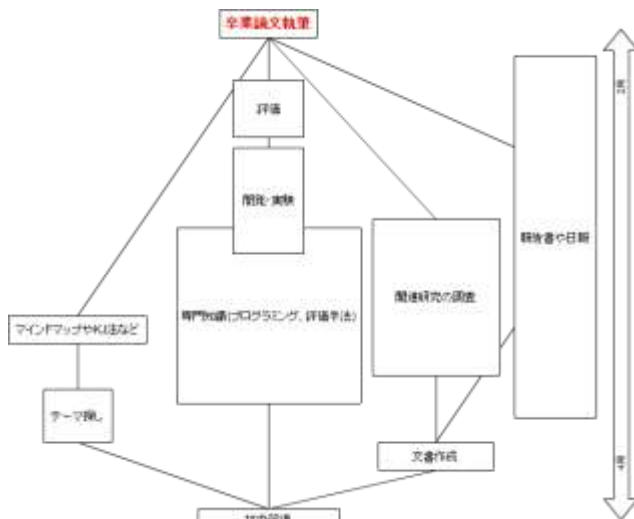 卒業論文執筆
評価
開発・実験
報告書や日報
関連研究の調査
専門知識(プログラミング、評価手法)
マインドマップやKJ法など
テーマ探し
文書作成